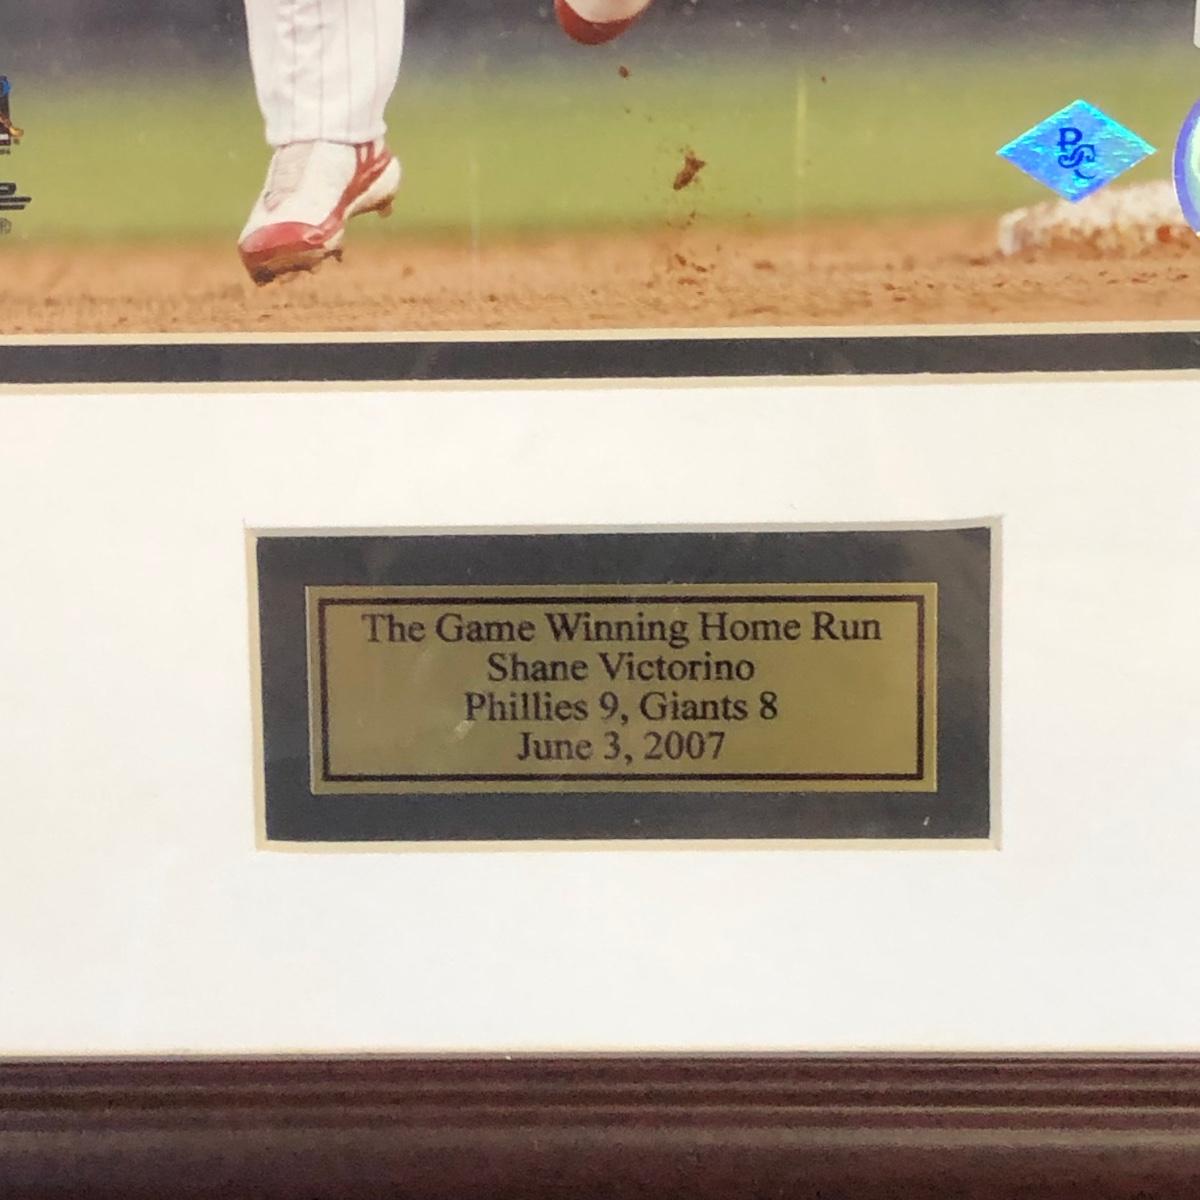 The Game Winning Home Run
Shane Victorino
Phillies 9, Giants 8
June 3, 2007